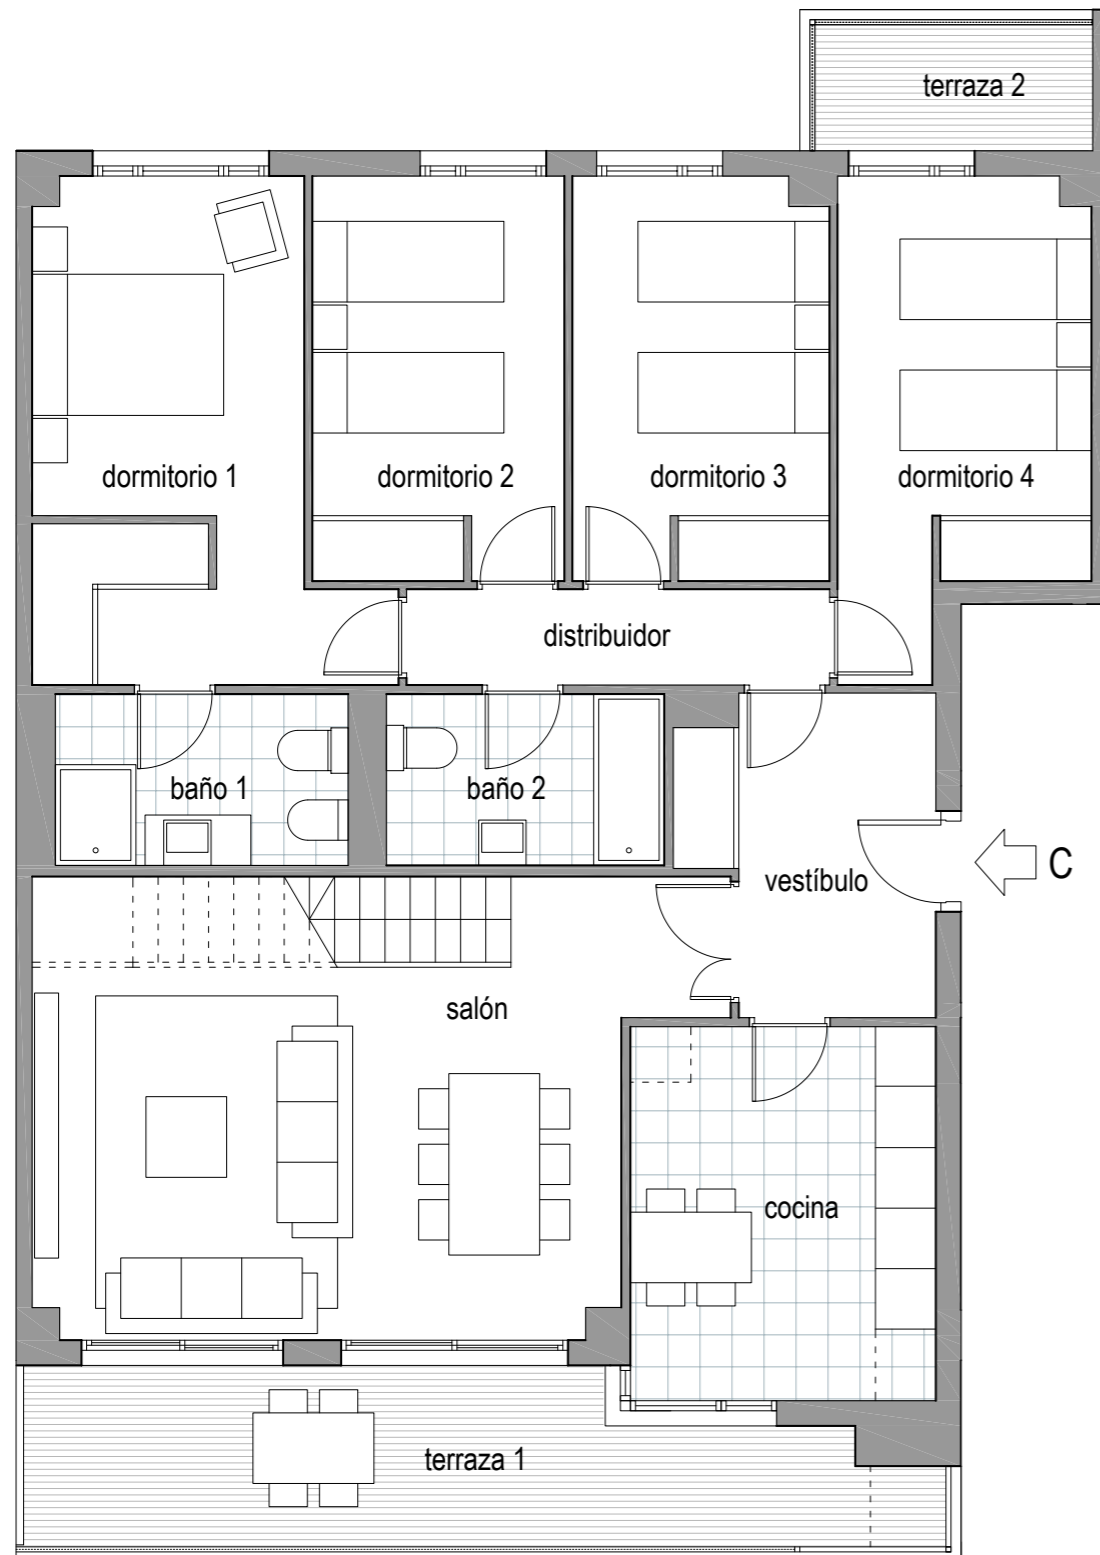 terraza 2
dormitorio 1
dormitorio 2
dormitorio 3
dormitorio 4
distribuidor
baño 1
baño 2
vestíbulo
C
salón
cocina
terraza 1